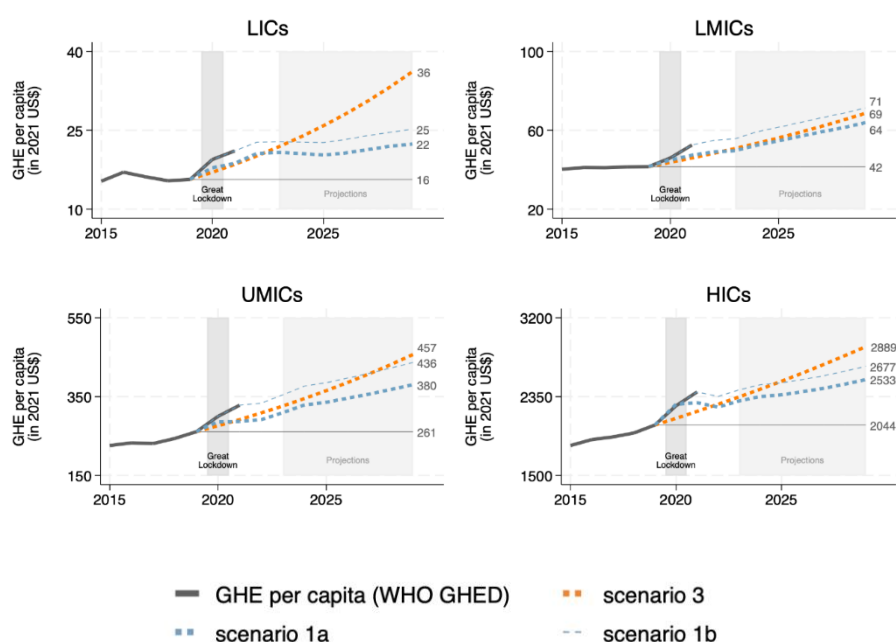 LICs
GHE per capita
(in 2021 US$)
40
25
10
36
25
22
16
Great
Lockdown
Projections
2015
2020
2025
LMICs
GHE per capita
(in 2021 US$)
100
60
20
71
69
64
42
Great
Lockdown
Projections
2015
2020
2025
UMICs
GHE per capita
(in 2021 US$)
550
350
150
457
436
380
261
Great
Lockdown
Projections
2015
2020
2025
HICs
GHE per capita
(in 2021 US$)
3200
2350
1500
2889
2677
2533
2044
Great
Lockdown
Projections
2015
2020
2025
GHE per capita (WHO GHED)
scenario 3
scenario 1a
scenario 1b